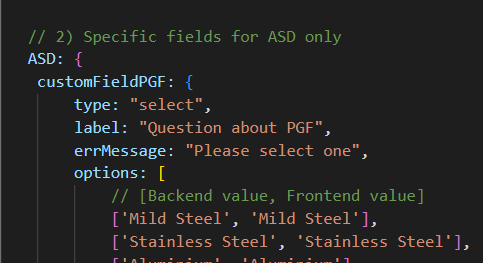 // 2) Specific fields for ASD only
ASD: {
customFieldPGF: {
type: "select",
label: "Question about PGF",
errMessage: "Please select one",
options: [
// [Backend value, Frontend value]
['Mild Steel', 'Mild Steel'],
['Stainless Steel', 'Stainless Steel'],
['Aluminium', 'Aluminium']